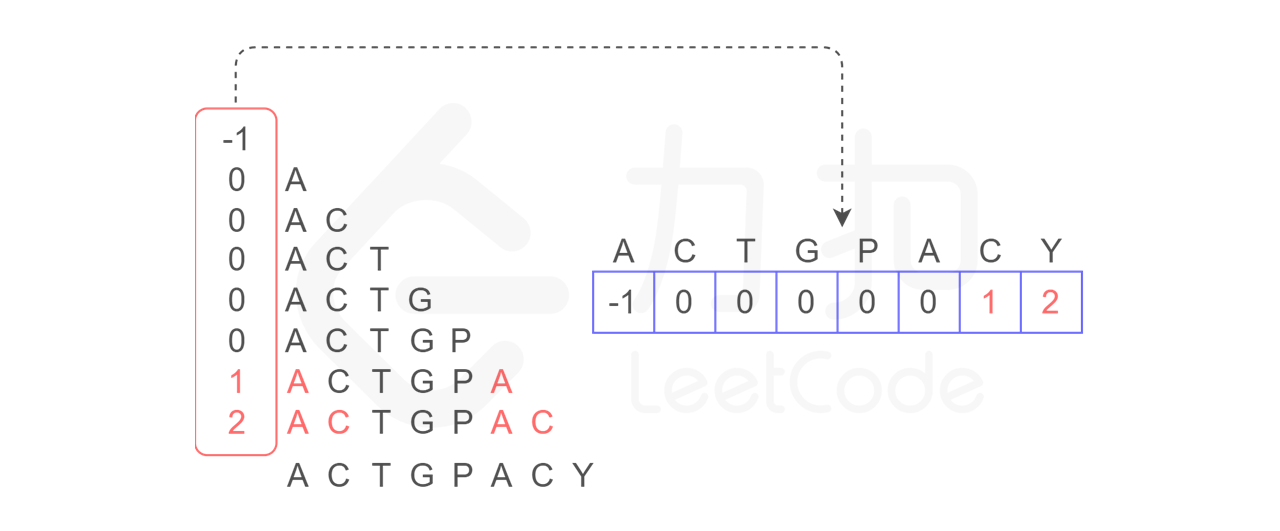 -1
0 A
0 A C
0 A C T
0 A C T G
0 A C T G P
1 A C T G P A
2 A C T G P A C
A C T G P A C Y
A C T G P A C Y
-1 0 0 0 0 0 1 2
力扣
LeetCode